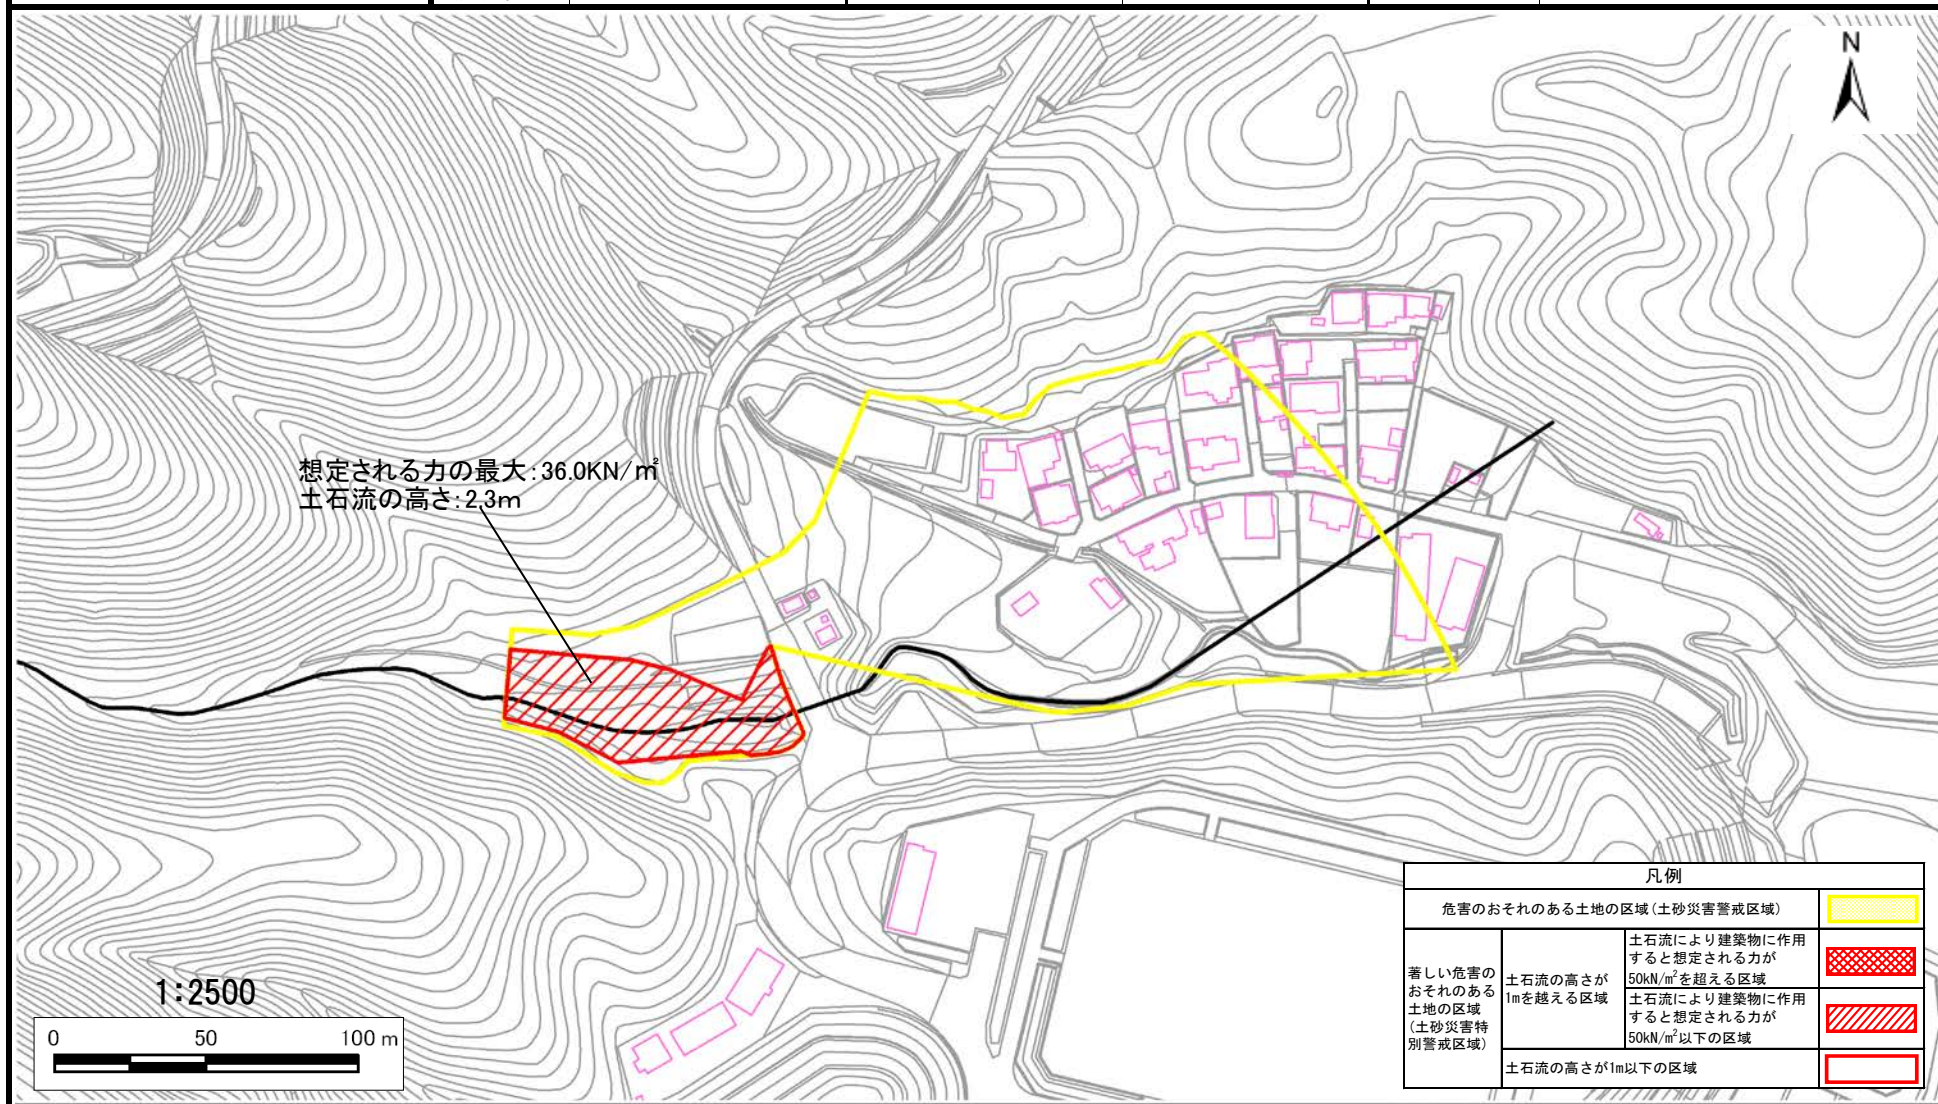 N
想定される力の最大:36.0KN/㎡
土石流の高さ:2.3m
1:2500
0 50 100 m
凡例
危害のおそれのある土地の区域(土砂災害警戒区域)
著しい危害の
おそれのある
土地の区域
(土砂災害特
別警戒区域)
土石流の高さが
1mを越える区域
土石流により建築物に作用
すると想定される力が
50kN/㎡を超える区域
土石流により建築物に作用
すると想定される力が
50kN/㎡以下の区域
土石流の高さが1m以下の区域